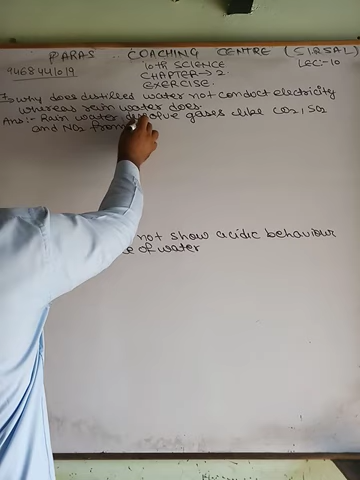 PARAS COACHING CENTRE (SIRSA)
9468441019
10th SCIENCE
LEC:-10
CHAPTER→2
EXERCISE.
why does distilled water not conduct electricity
whereas rain water does.
Ans:- Rain water dissolve gases like CO2, SO2
and NO2 from
not show acidic behaviour
of water